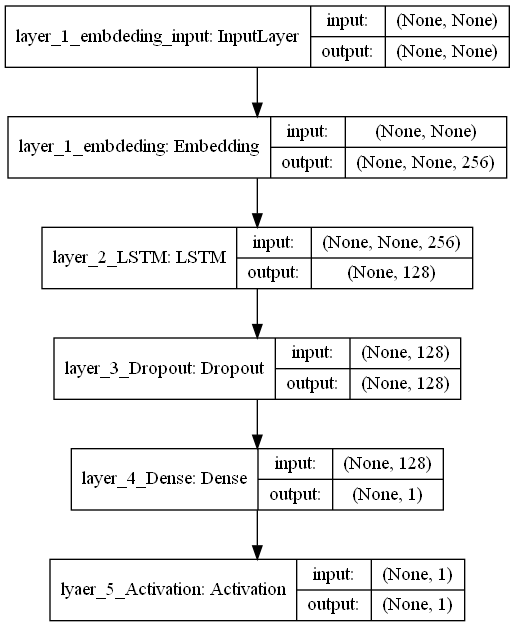 layer_1_embdeding_input: InputLayer
input: (None, None)
output: (None, None)
layer_1_embdeding: Embedding
input: (None, None)
output: (None, None, 256)
layer_2_LSTM: LSTM
input: (None, None, 256)
output: (None, 128)
layer_3_Dropout: Dropout
input: (None, 128)
output: (None, 128)
layer_4_Dense: Dense
input: (None, 128)
output: (None, 1)
lyaer_5_Activation: Activation
input: (None, 1)
output: (None, 1)